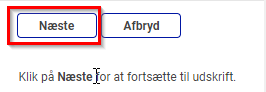 Næste Afbryd
Klik på Næste for at fortsætte til udskrift.